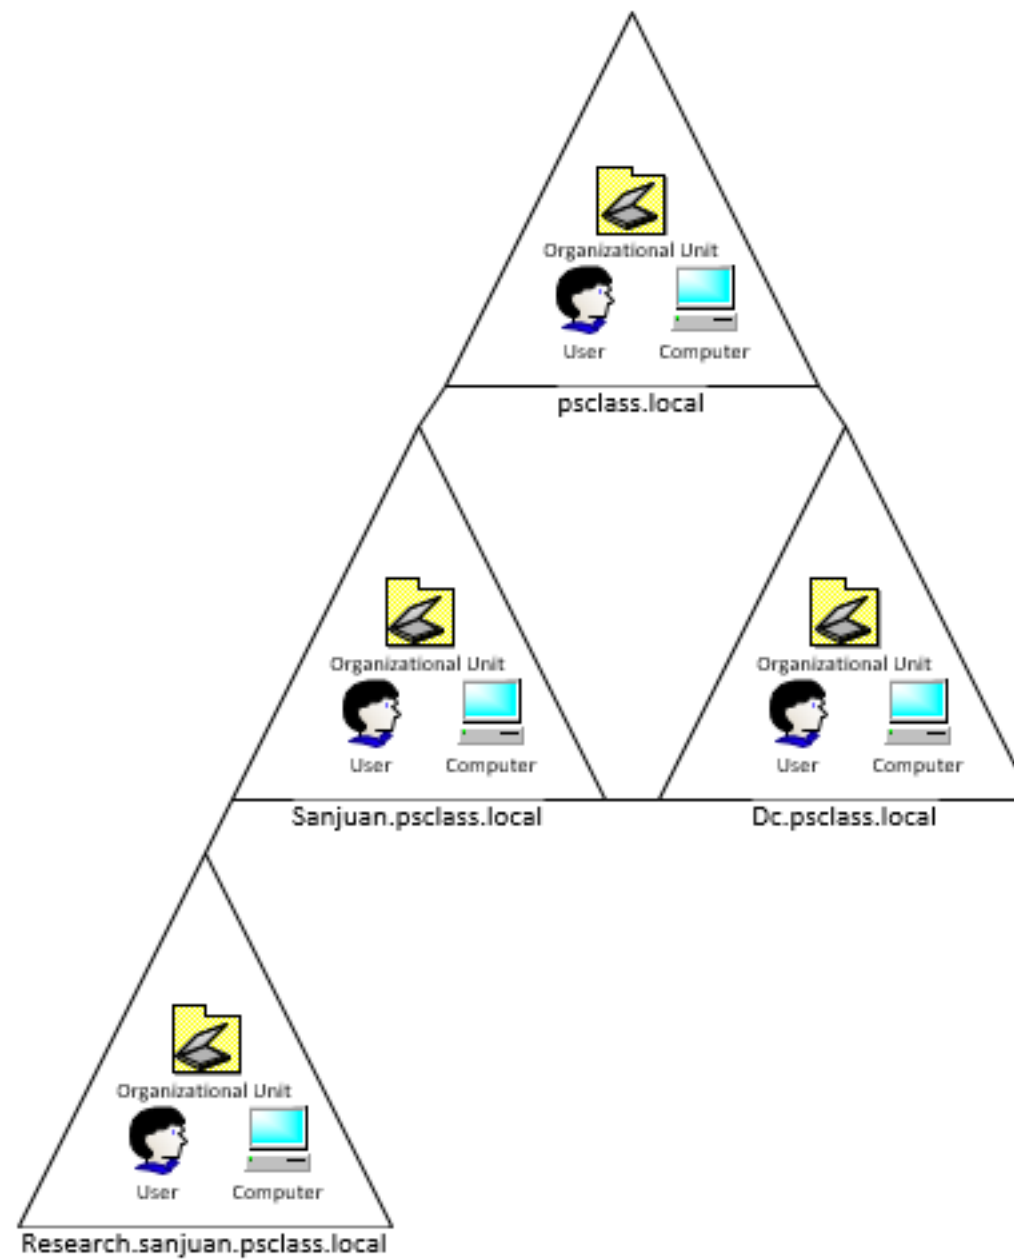 Organizational Unit
User Computer
psclass.local
Organizational Unit Organizational Unit
User Computer User Computer
Sanjuan.psclass.local Dc.psclass.local
Organizational Unit
User Computer
Research.sanjuan.psclass.local